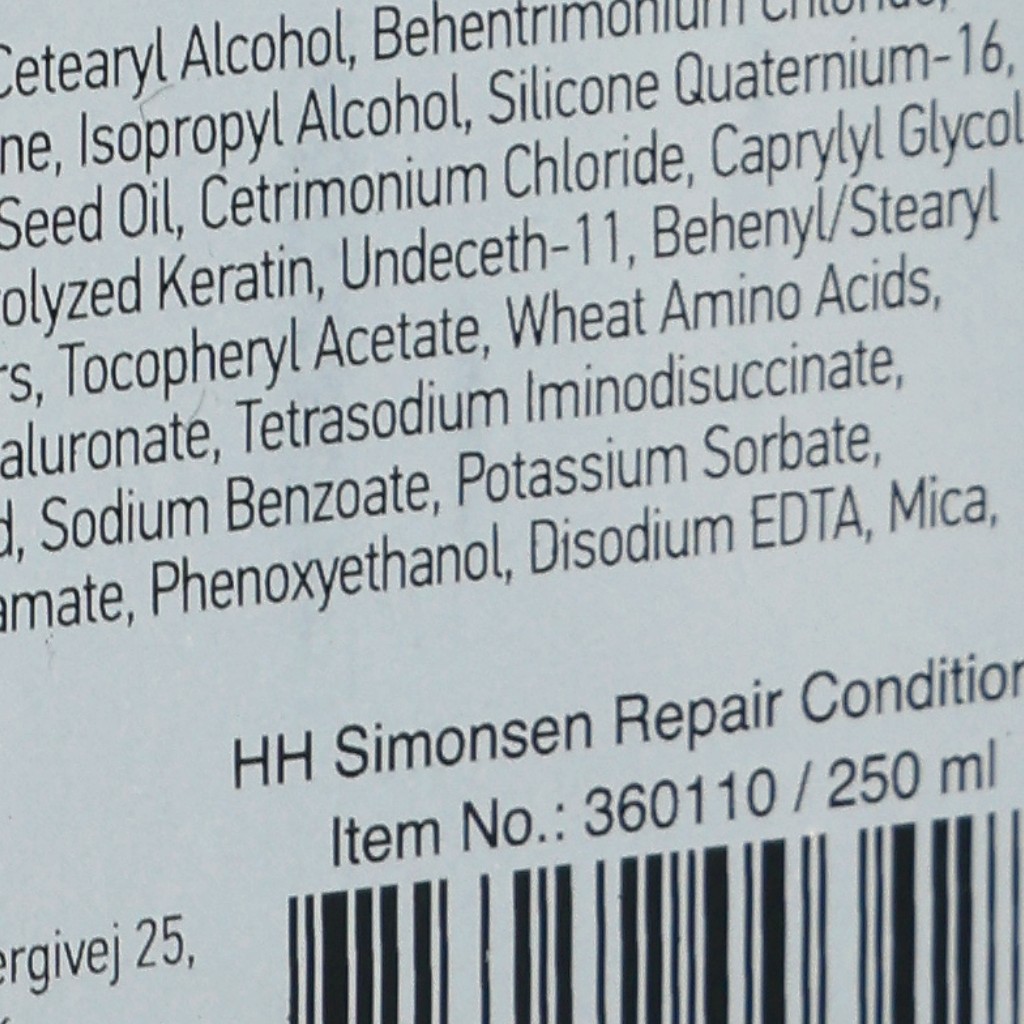 Cetearyl Alcohol, Behentrimonium Chloride,
ne, Isopropyl Alcohol, Silicone Quaternium-16,
Seed Oil, Cetrimonium Chloride, Caprylyl Glycol
olyzed Keratin, Undeceth-11, Behenyl/Stearyl
rs, Tocopheryl Acetate, Wheat Amino Acids,
aluronate, Tetrasodium Iminodisuccinate,
d, Sodium Benzoate, Potassium Sorbate,
amate, Phenoxyethanol, Disodium EDTA, Mica,
HH Simonsen Repair Condition
Item No.: 360110 / 250 ml
ergivej 25,